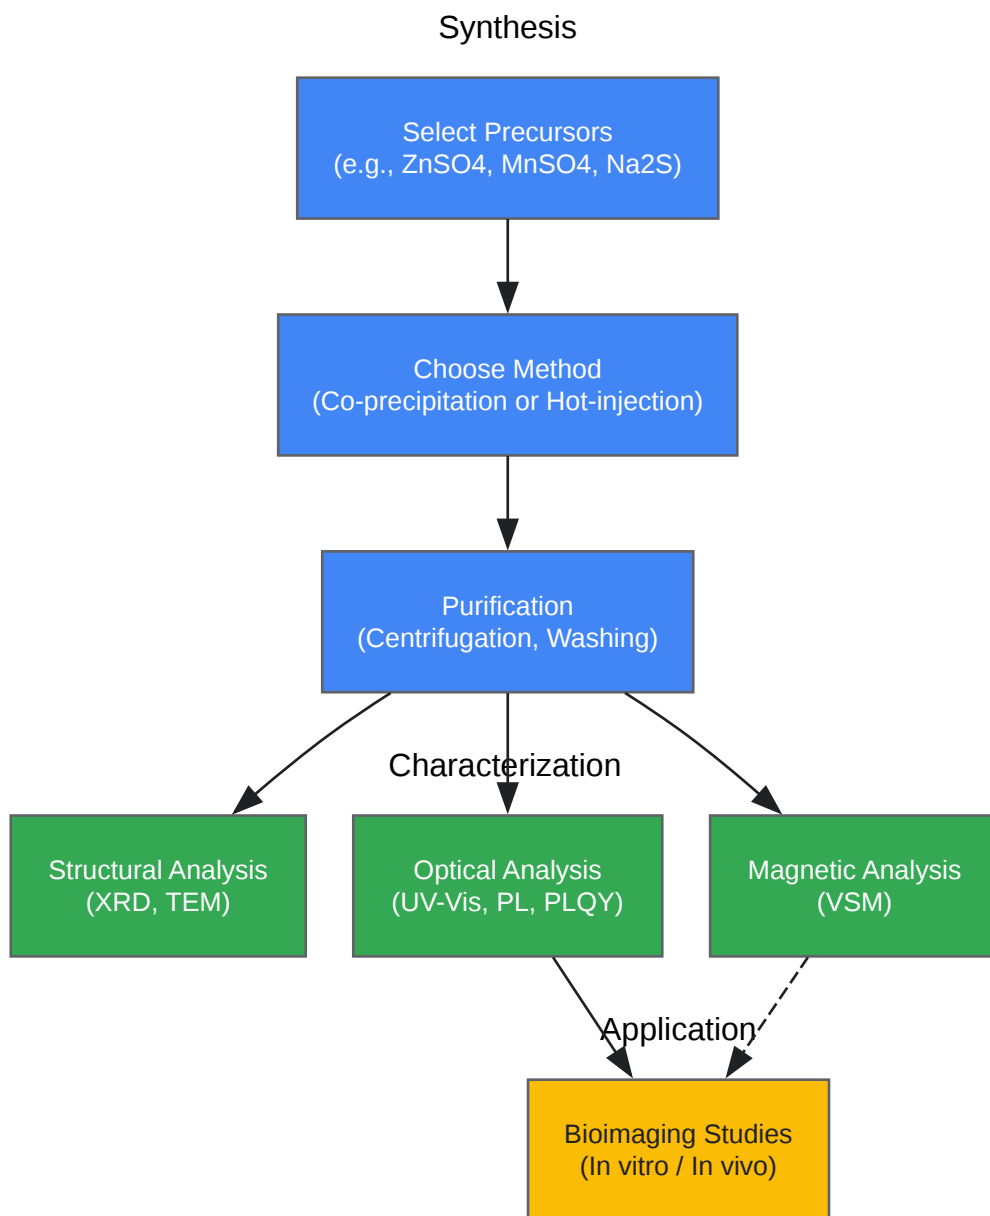 Synthesis
Select Precursors
(e.g., ZnSO4, MnSO4, Na2S)
Choose Method
(Co-precipitation or Hot-injection)
Purification
(Centrifugation, Washing)
Characterization
Structural Analysis
(XRD, TEM)
Optical Analysis
(UV-Vis, PL, PLQY)
Magnetic Analysis
(VSM)
Application
Bioimaging Studies
(In vitro / In vivo)